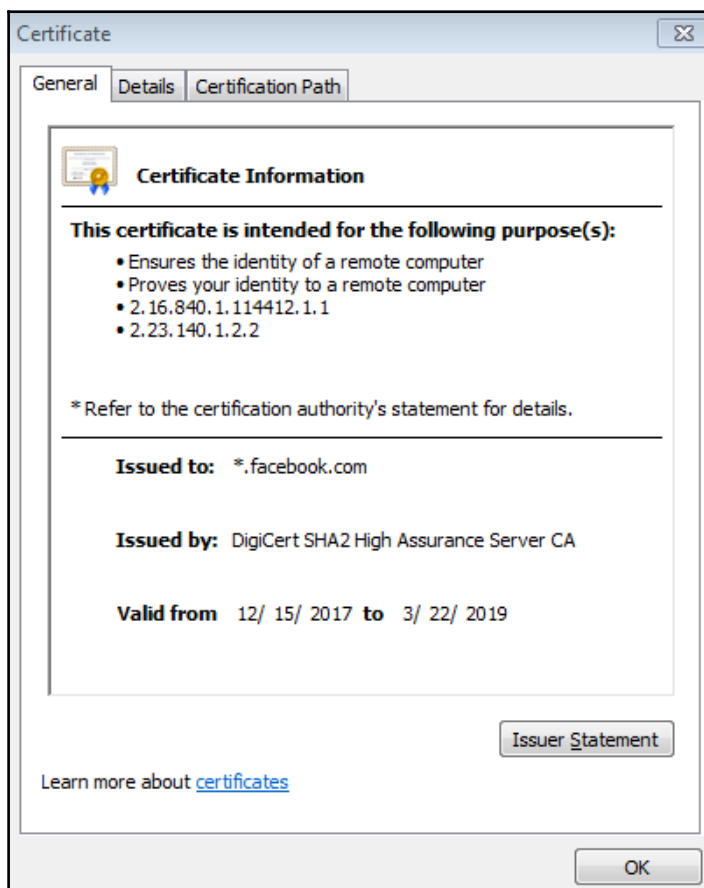 Certificate
General Details Certification Path
Certificate Information
This certificate is intended for the following purpose(s):
• Ensures the identity of a remote computer
• Proves your identity to a remote computer
• 2.16.840.1.114412.1.1
• 2.23.140.1.2.2
* Refer to the certification authority's statement for details.
Issued to: *.facebook.com
Issued by: DigiCert SHA2 High Assurance Server CA
Valid from 12/ 15/ 2017 to 3/ 22/ 2019
Issuer Statement
Learn more about certificates
OK